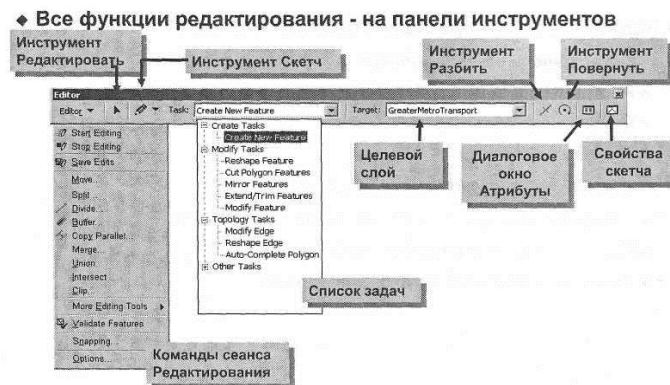 ◆ Все функции редактирования - на панели инструментов
Инструмент
Редактировать
Инструмент Скетч
Инструмент
Разбить
Инструмент
Повернуть
Editor
Editor Task: Create New Feature Target: GreaterMetroTransport
Start Editing
Stop Editing
Save Edits
Move...
Split...
Divide...
Buffer...
Copy Parallel...
Merge...
Union
Intersect
Clip...
More Editing Tools
Validate Features
Snapping...
Options...
Create Tasks
Create New Feature
Modify Tasks
Reshape Feature
Cut Polygon Features
Mirror Features
Extend/Trim Features
Modify Feature
Topology Tasks
Modify Edge
Reshape Edge
Auto-Complete Polygon
Other Tasks
Целевой
слой
Диалоговое
окно
Атрибуты
Свойства
скетча
Список задач
Команды сеанса
Редактирования